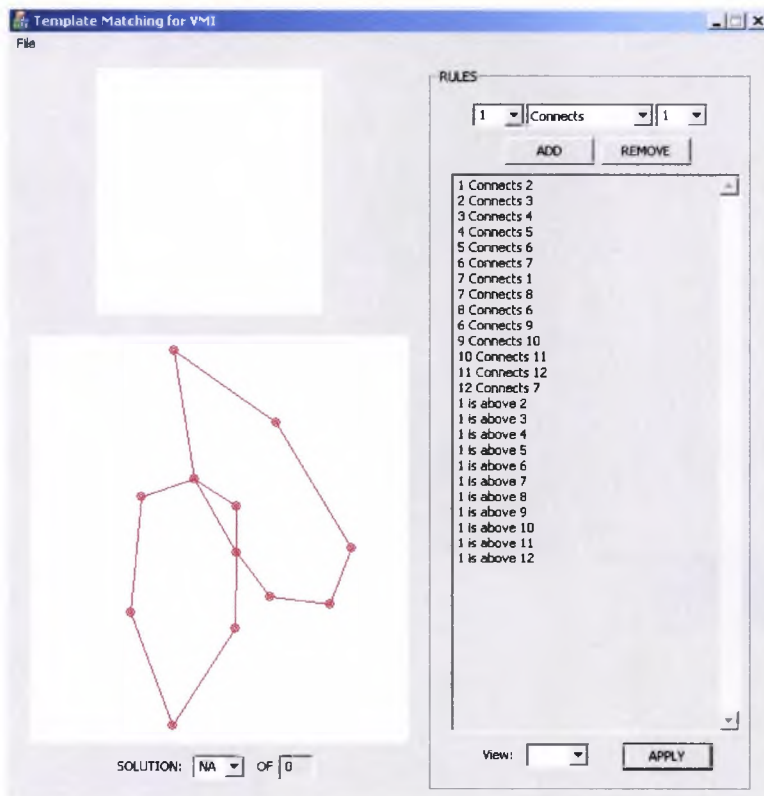 Template Matching for VMI
File
RULES
1 Connects 1
ADD REMOVE
1 Connects 2
2 Connects 3
3 Connects 4
4 Connects 5
5 Connects 6
6 Connects 7
7 Connects 1
7 Connects 8
8 Connects 6
6 Connects 9
9 Connects 10
10 Connects 11
11 Connects 12
12 Connects 7
1 is above 2
1 is above 3
1 is above 4
1 is above 5
1 is above 6
1 is above 7
1 is above 8
1 is above 9
1 is above 10
1 is above 11
1 is above 12
View: APPLY
SOLUTION: NA OF 0